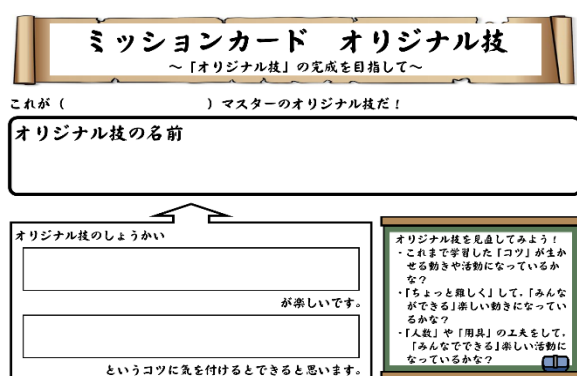 ミッションカード　オリジナル技
～「オリジナル技」の完成を目指して～
これが（　　　　　　　　　　）マスターのオリジナル技だ！
オリジナル技の名前
オリジナル技のしょうかい
が楽しいです。
というコツに気を付けるとできると思います。
オリジナル技を見直してみよう！
・これまで学習した「コツ」が生か
せる動きや活動になっているか
な？
・「ちょっと難しく」して，「みんな
ができる」楽しい動きになってい
るかな？
・「人数」や「用具」の工夫をして，
「みんなでできる」楽しい活動に
なっているかな？